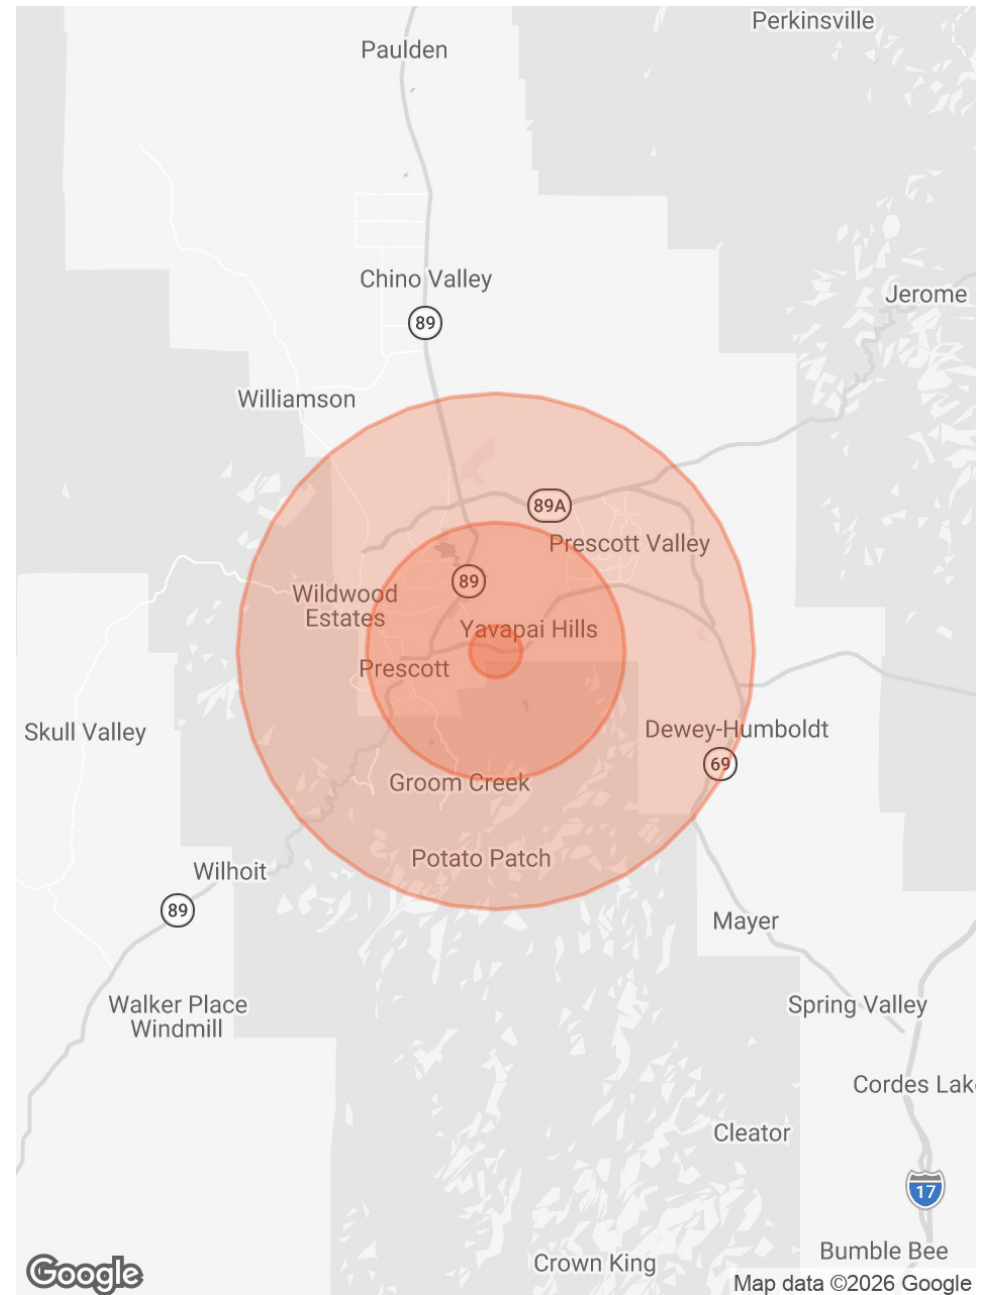 Perkinsville
Paulden
Chino Valley
Jerome
89
Williamson
89A
Prescott Valley
89
Wildwood
Estates
Yavapai Hills
Prescott
Skull Valley
Dewey-Humboldt
69
Groom Creek
Potato Patch
Wilhoit
89
Mayer
Walker Place
Windmill
Spring Valley
Cordes Lak
Cleator
17
Bumble Bee
Crown King
Google
Map data ©2026 Google